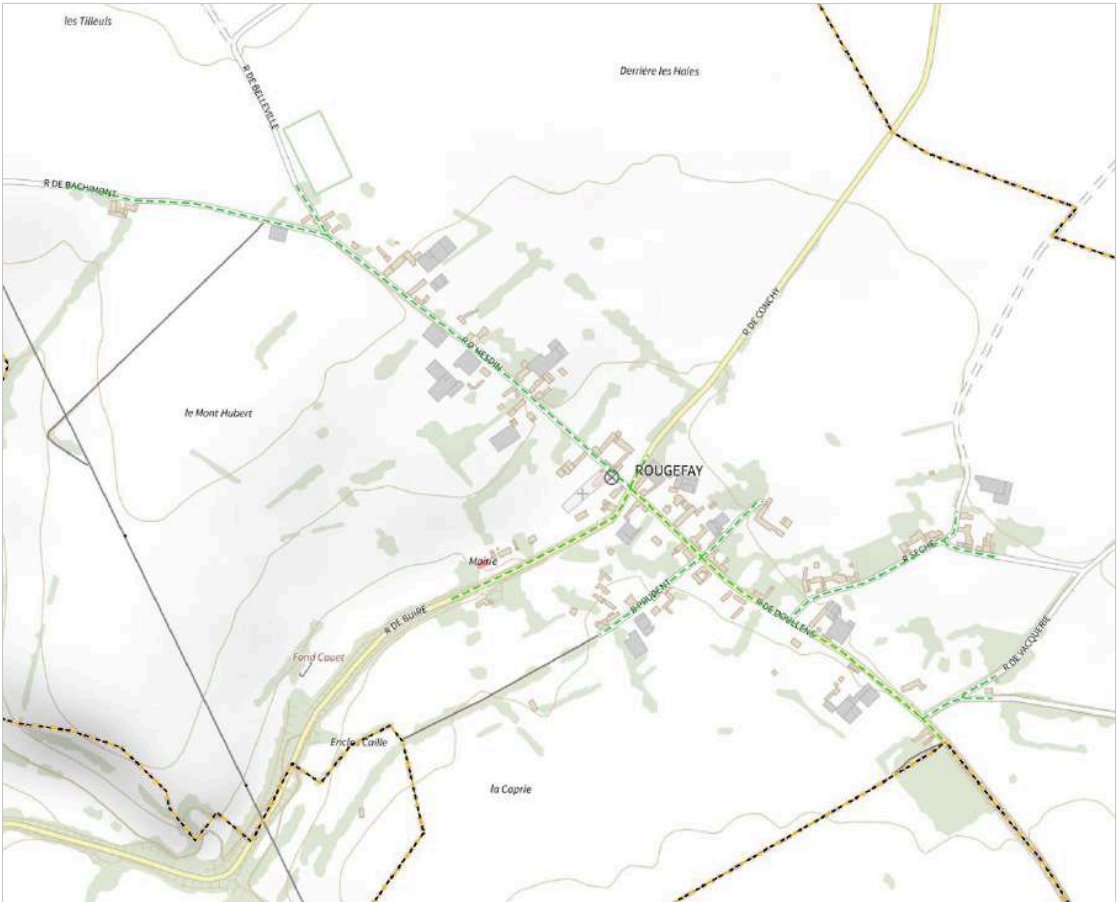 les Tilleuls
Derrière les Haies
R DE BELLEVILLE
R DE BACHIMONT
R DE CONCHY
R D HESDIN
le Mont Hubert
ROUGEFAY
Mairie
R SECHE
R PRUDENT
R DE DOULLENS
R DE BUIRE
R DE VACQUERIE
Fond Cauet
Enclos Caille
la Caprie